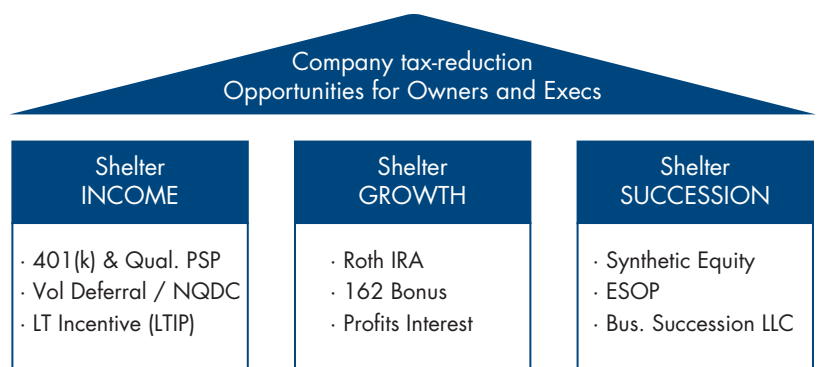 Company tax-reduction
Opportunities for Owners and Execs
Shelter
INCOME
· 401(k) & Qual. PSP
· Vol Deferral / NQDC
· LT Incentive (LTIP)
Shelter
GROWTH
· Roth IRA
· 162 Bonus
· Profits Interest
Shelter
SUCCESSION
· Synthetic Equity
· ESOP
· Bus. Succession LLC